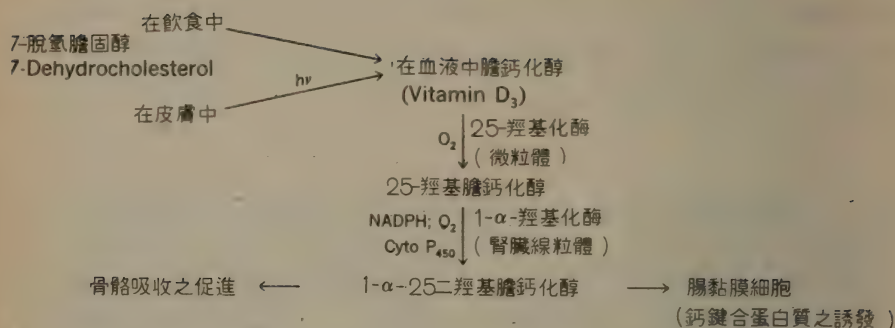 在飲食中
7-脫氫膽固醇
7-Dehydrocholesterol
hν
在皮膚中
在血液中膽鈣化醇
(Vitamin D₃)
O₂
25-羥基化酶
(微粒體)
25-羥基膽鈣化醇
NADPH; O₂
1-α-羥基化酶
Cyto P₄₅₀
(腎臟線粒體)
骨骼吸收之促進
1-α-25二羥基膽鈣化醇
腸黏膜細胞
(鈣鍵合蛋白質之誘發)